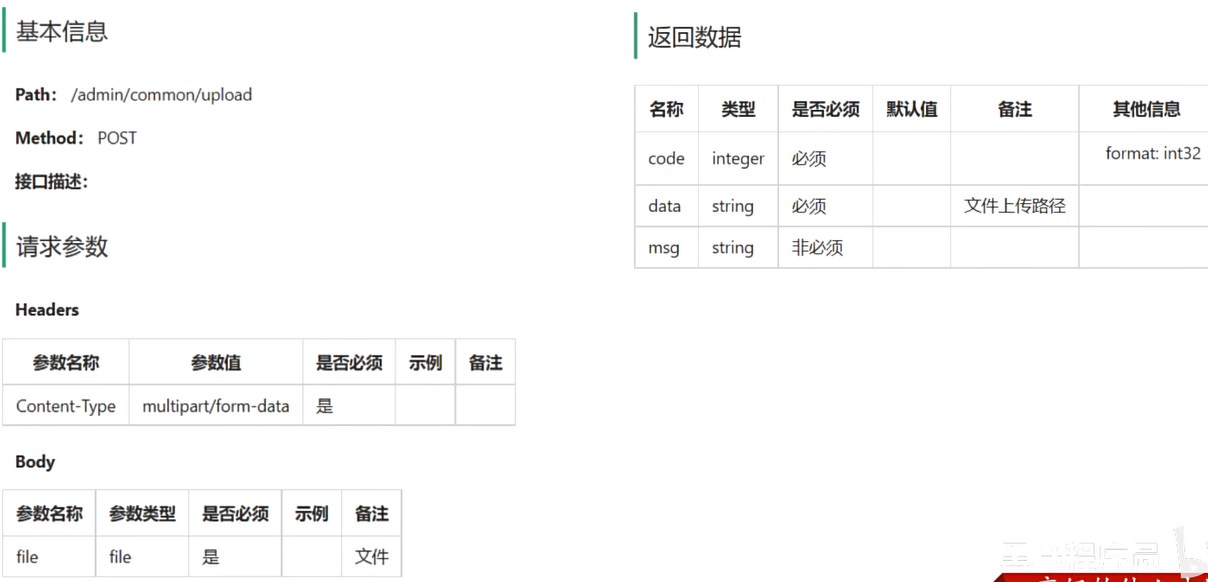 基本信息
Path： /admin/common/upload
Method： POST
接口描述：
请求参数
Headers
参数名称 参数值 是否必须 示例 备注
Content-Type multipart/form-data 是
Body
参数名称 参数类型 是否必须 示例 备注
file file 是 文件
返回数据
名称 类型 是否必须 默认值 备注 其他信息
code integer 必须 format: int32
data string 必须 文件上传路径
msg string 非必须